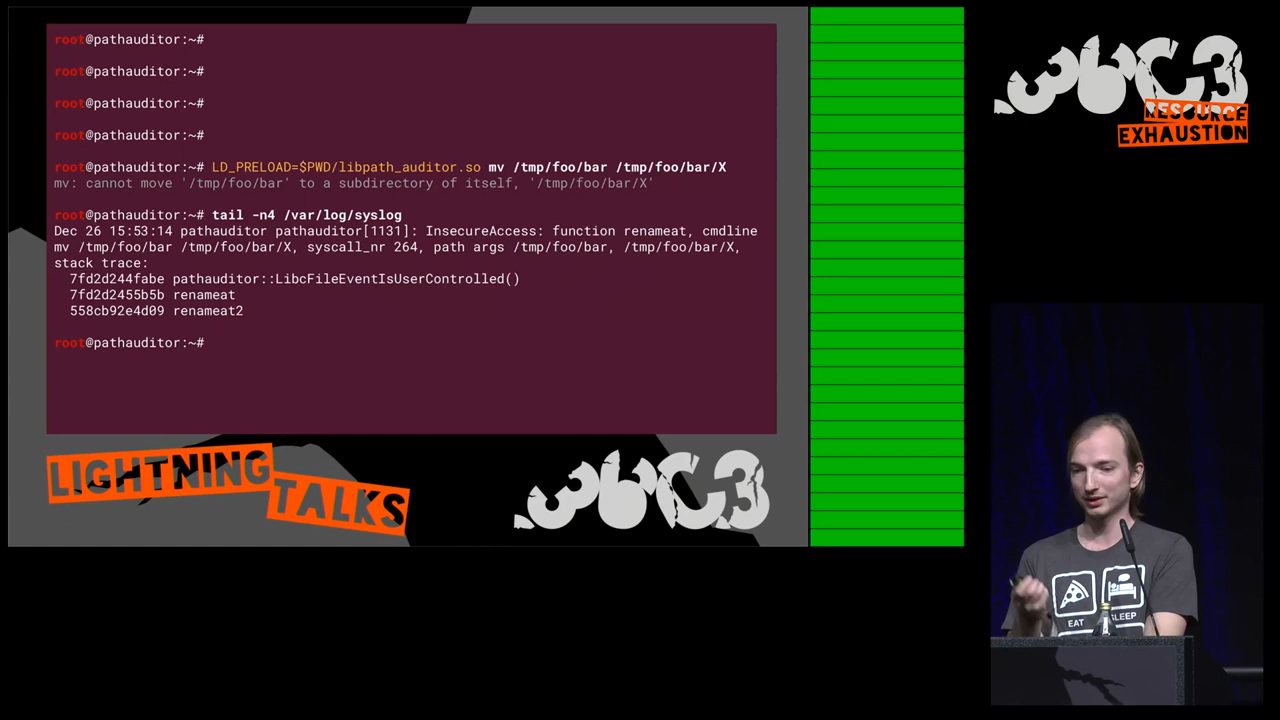 root@pathauditor:~#
root@pathauditor:~#
root@pathauditor:~#
root@pathauditor:~#
root@pathauditor:~# LD_PRELOAD=$PWD/libpath_auditor.so mv /tmp/foo/bar /tmp/foo/bar/X
mv: cannot move '/tmp/foo/bar' to a subdirectory of itself, '/tmp/foo/bar/X'
root@pathauditor:~# tail -n4 /var/log/syslog
Dec 26 15:53:14 pathauditor pathauditor[1131]: InsecureAccess: function renameat, cmdline
mv /tmp/foo/bar /tmp/foo/bar/X, syscall_nr 264, path args /tmp/foo/bar, /tmp/foo/bar/X,
stack trace:
7fd2d244fabe pathauditor::LibcFileEventIsUserControlled()
7fd2d2455b5b renameat
558cb92e4d09 renameat2
root@pathauditor:~#
LIGHTNING
TALKS
36C3
36C3
RESOURCE
EXHAUSTION
EAT
SLEEP